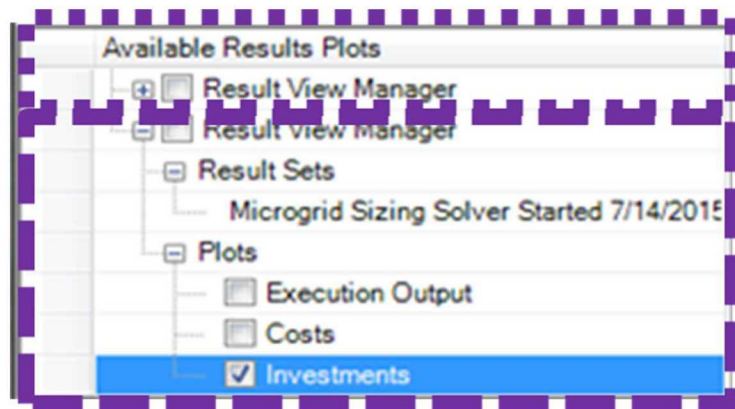 Available Results Plots
Result View Manager
Result View Manager
Result Sets
Microgrid Sizing Solver Started 7/14/2015
Plots
Execution Output
Costs
Investments